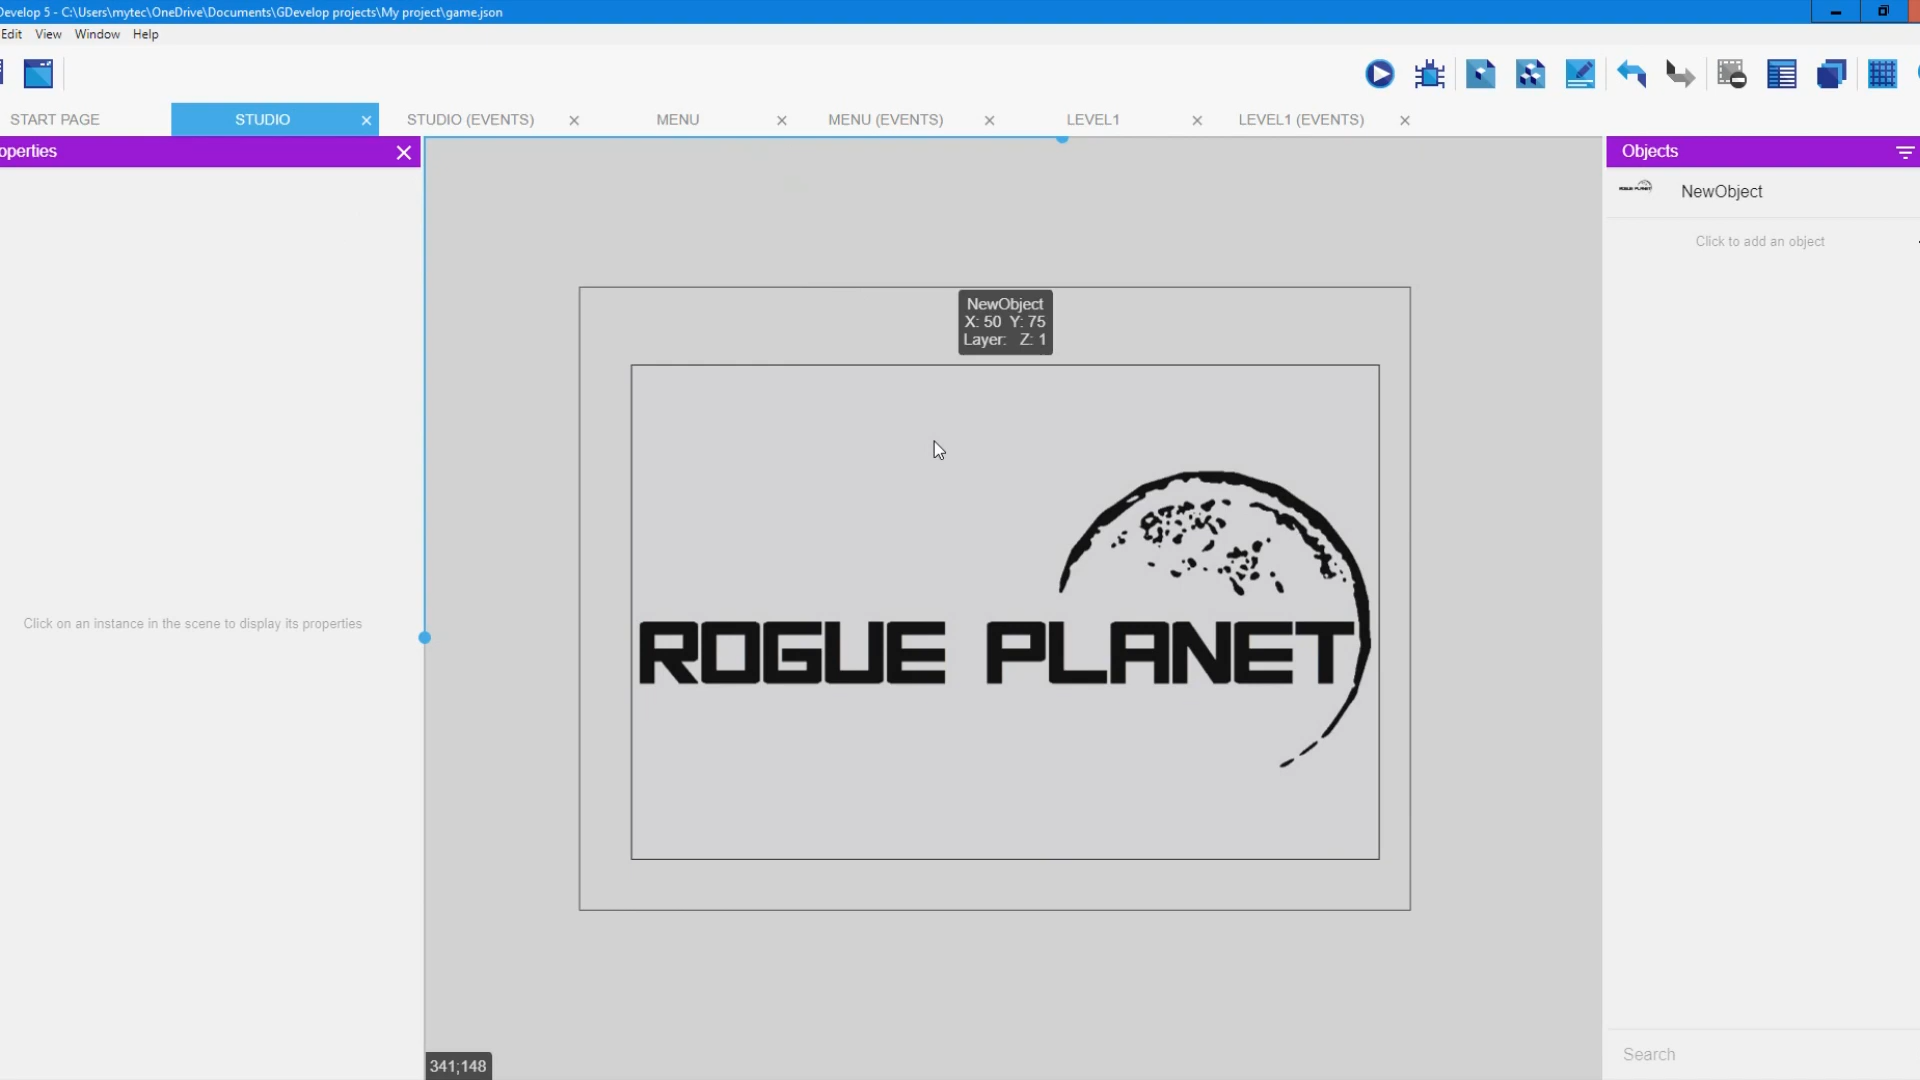 Develop 5 - C:\Users\mytec\OneDrive\Documents\GDevelop projects\My project\game.json
Edit View Window Help
START PAGE STUDIO STUDIO (EVENTS) MENU MENU (EVENTS) LEVEL1 LEVEL1 (EVENTS)
operties
Objects
NewObject
Click to add an object
NewObject
X: 50 Y: 75
Layer: Z: 1
ROGUE PLANET
Click on an instance in the scene to display its properties
341;148
Search